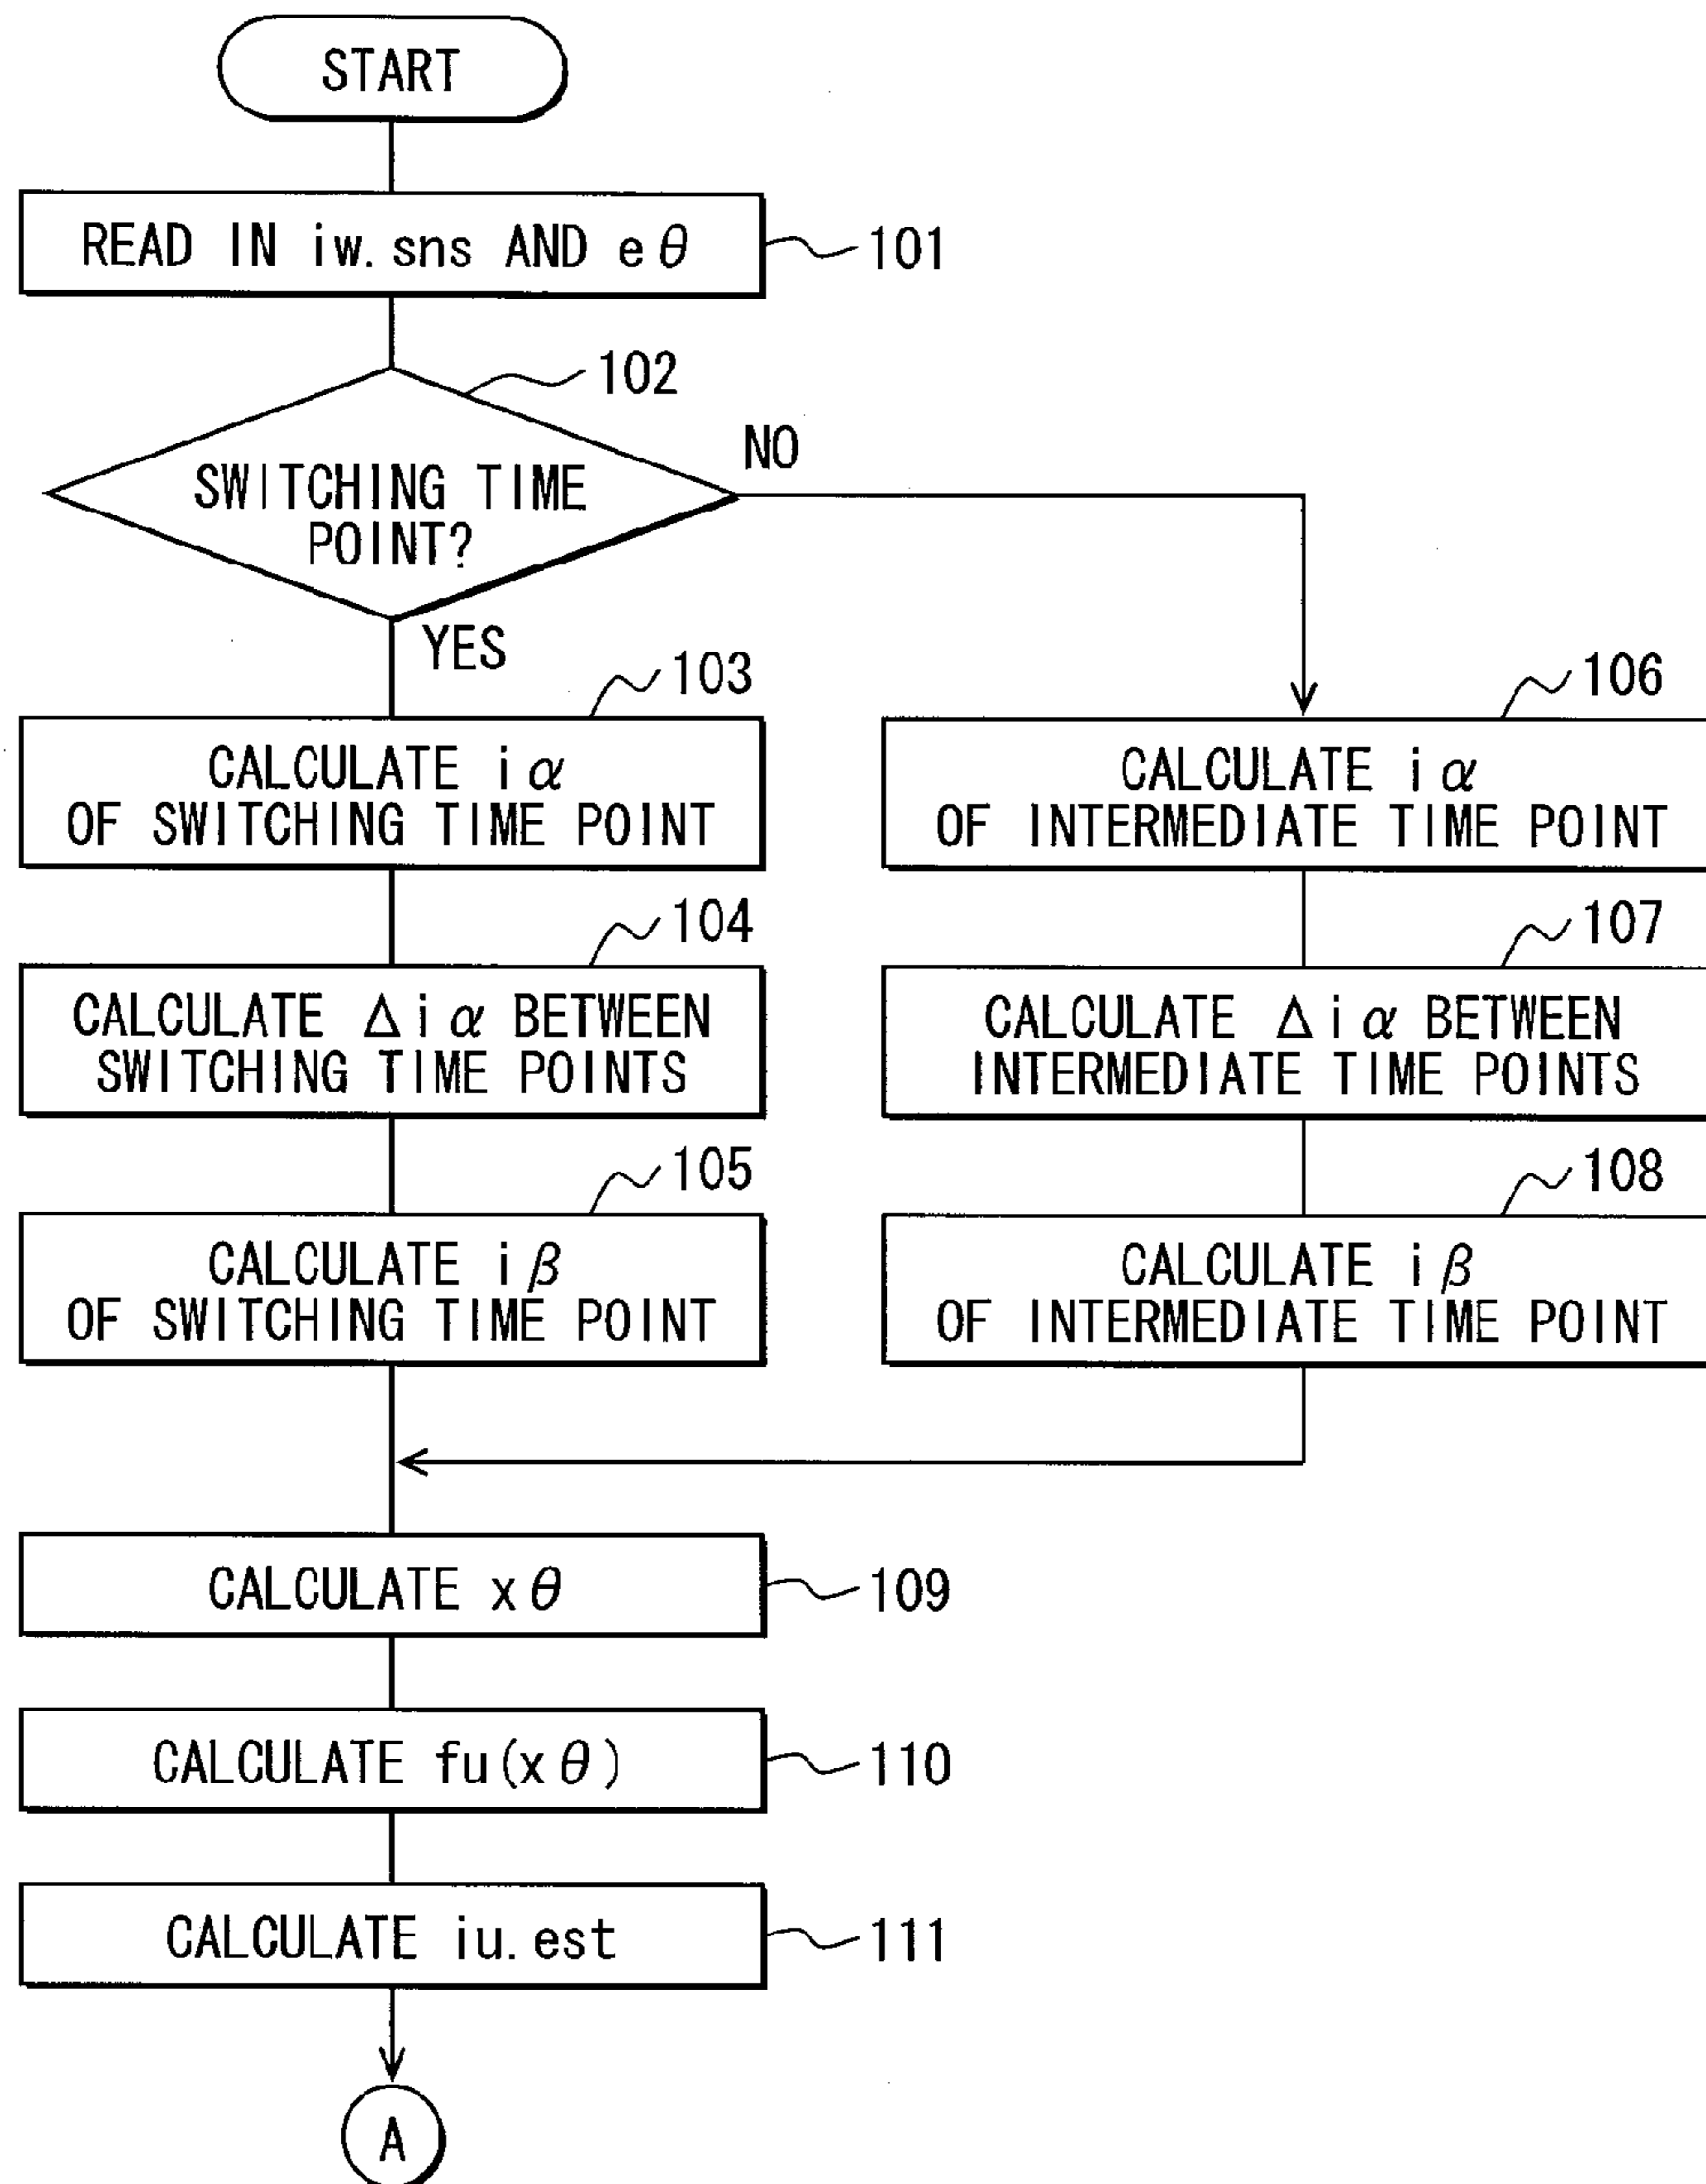 START
READ IN iw.sns AND eθ
101
102
SWITCHING TIME
POINT?
NO
YES
103
CALCULATE iα
OF SWITCHING TIME POINT
106
CALCULATE iα
OF INTERMEDIATE TIME POINT
104
CALCULATE Δiα BETWEEN
SWITCHING TIME POINTS
107
CALCULATE Δiα BETWEEN
INTERMEDIATE TIME POINTS
105
CALCULATE iβ
OF SWITCHING TIME POINT
108
CALCULATE iβ
OF INTERMEDIATE TIME POINT
CALCULATE xθ
109
CALCULATE fu(xθ)
110
CALCULATE iu.est
111
A